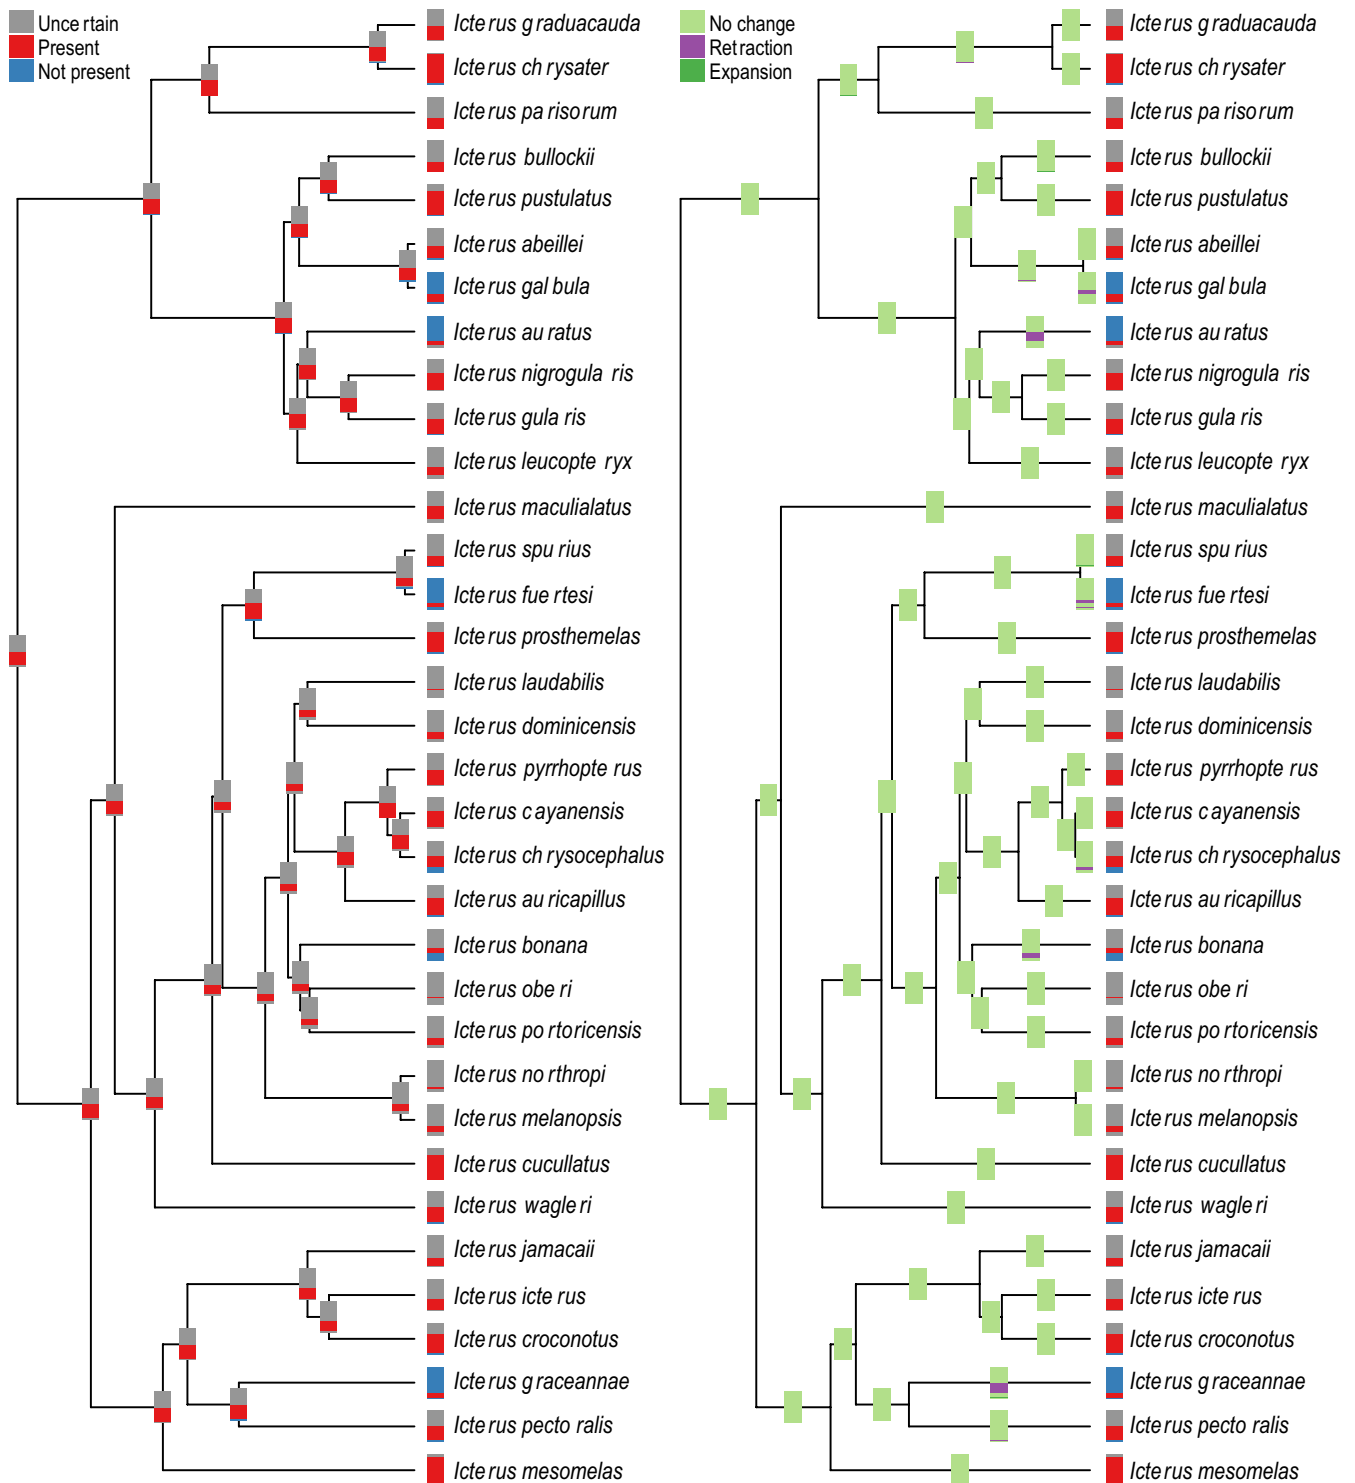 Uncertain
Present
Not present
Icterus graduacauda
Icterus chrysater
Icterus parisorum
Icterus bullockii
Icterus pustulatus
Icterus abeillei
Icterus galbula
Icterus auratus
Icterus nigrogularis
Icterus gularis
Icterus leucopteryx
Icterus maculialatus
Icterus spurius
Icterus fuertesi
Icterus prosthemelas
Icterus laudabilis
Icterus dominicensis
Icterus pyrrhopterus
Icterus cayanensis
Icterus chrysocephalus
Icterus auricapillus
Icterus bonana
Icterus oberi
Icterus portoricensis
Icterus northropi
Icterus melanopsis
Icterus cucullatus
Icterus wagleri
Icterus jamacaii
Icterus icterus
Icterus croconotus
Icterus graceannae
Icterus pectoralis
Icterus mesomelas
No change
Retraction
Expansion
Icterus graduacauda
Icterus chrysater
Icterus parisorum
Icterus bullockii
Icterus pustulatus
Icterus abeillei
Icterus galbula
Icterus auratus
Icterus nigrogularis
Icterus gularis
Icterus leucopteryx
Icterus maculialatus
Icterus spurius
Icterus fuertesi
Icterus prosthemelas
Icterus laudabilis
Icterus dominicensis
Icterus pyrrhopterus
Icterus cayanensis
Icterus chrysocephalus
Icterus auricapillus
Icterus bonana
Icterus oberi
Icterus portoricensis
Icterus northropi
Icterus melanopsis
Icterus cucullatus
Icterus wagleri
Icterus jamacaii
Icterus icterus
Icterus croconotus
Icterus graceannae
Icterus pectoralis
Icterus mesomelas